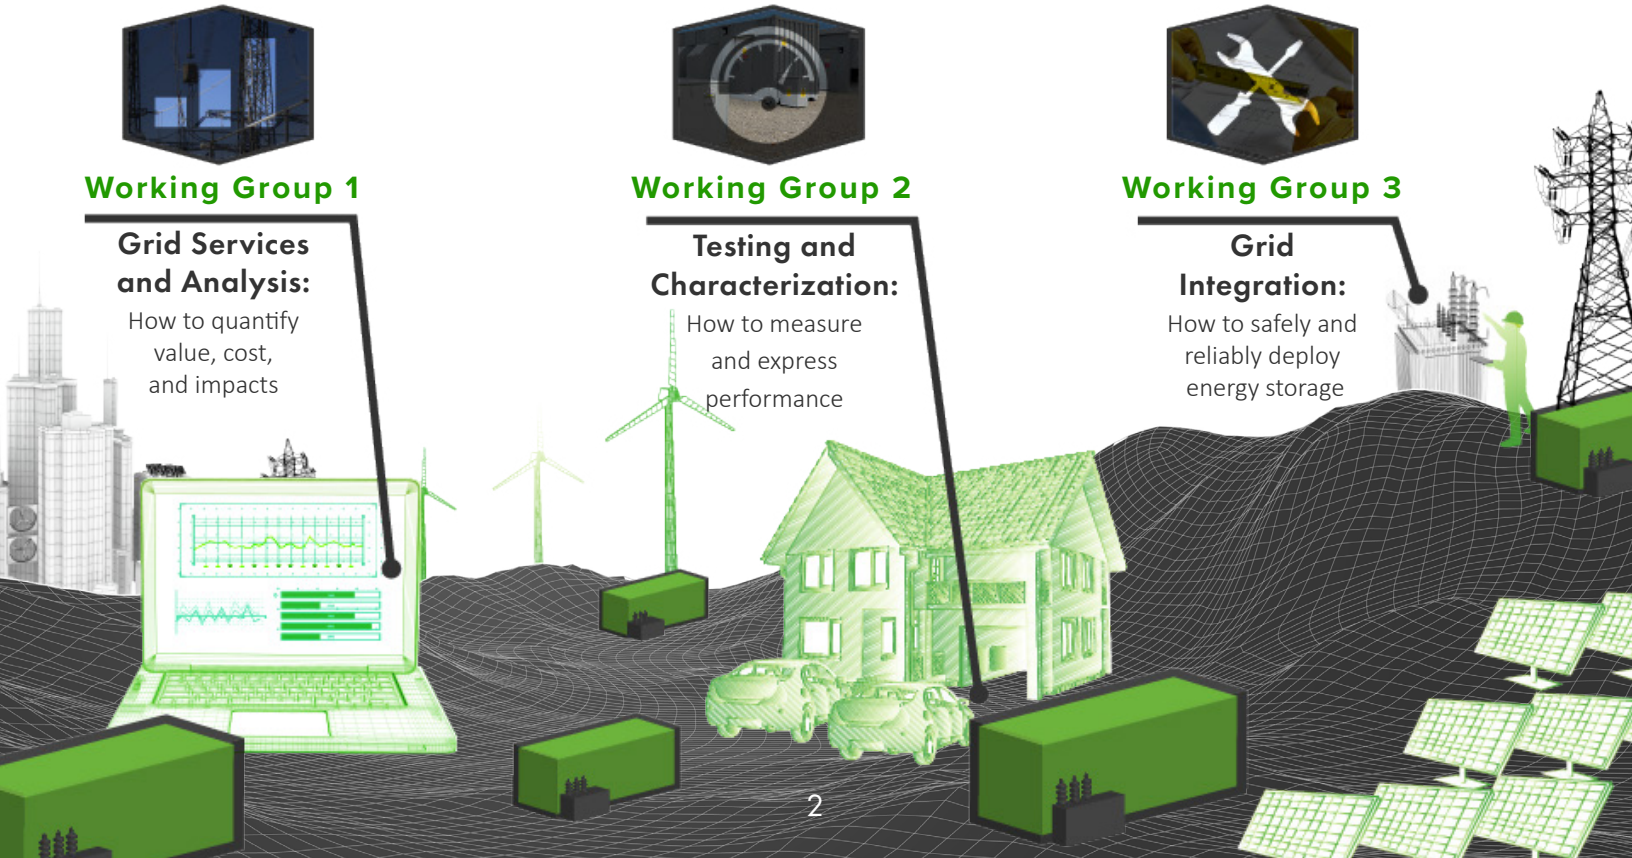 Working Group 1
Grid Services
and Analysis:
How to quantify
value, cost,
and impacts
Working Group 2
Testing and
Characterization:
How to measure
and express
performance
Working Group 3
Grid
Integration:
How to safely and
reliably deploy
energy storage
2